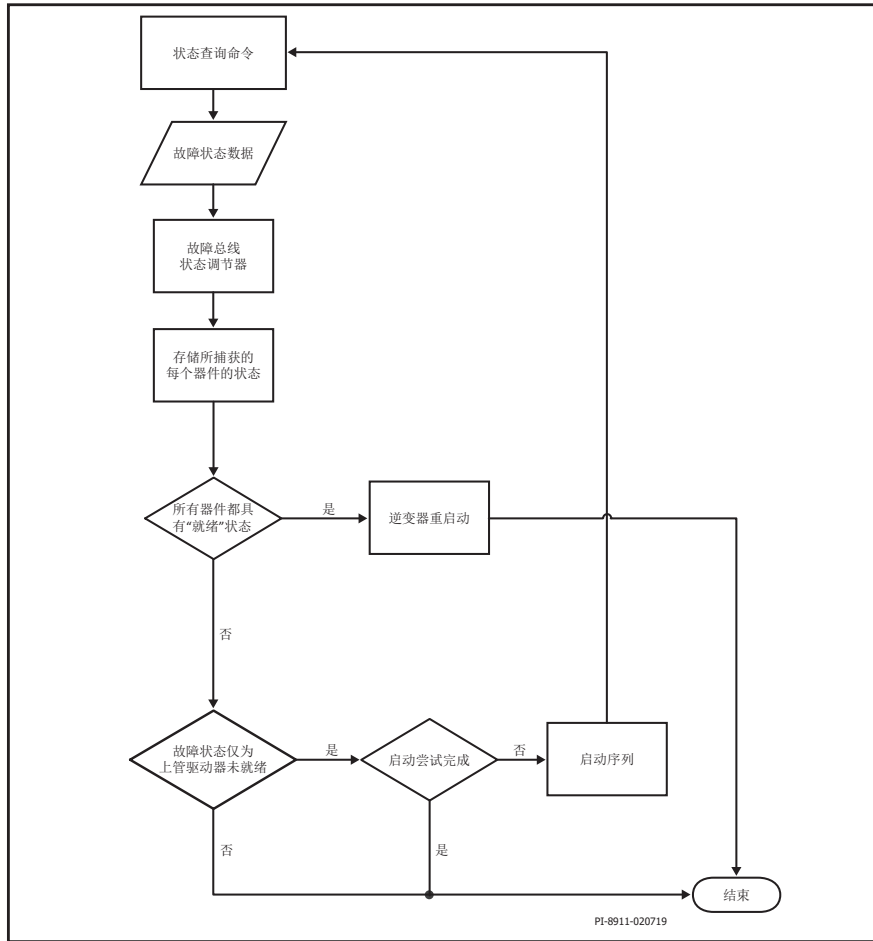 状态查询命令
故障状态数据
故障总线
状态调节器
存储所捕获的
每个器件的状态
所有器件都具
有“就绪”状态
是
逆变器重启动
否
故障状态仅为
上管驱动器未就绪
是
启动尝试完成
否
启动序列
否
是
结束
PI-8911-020719